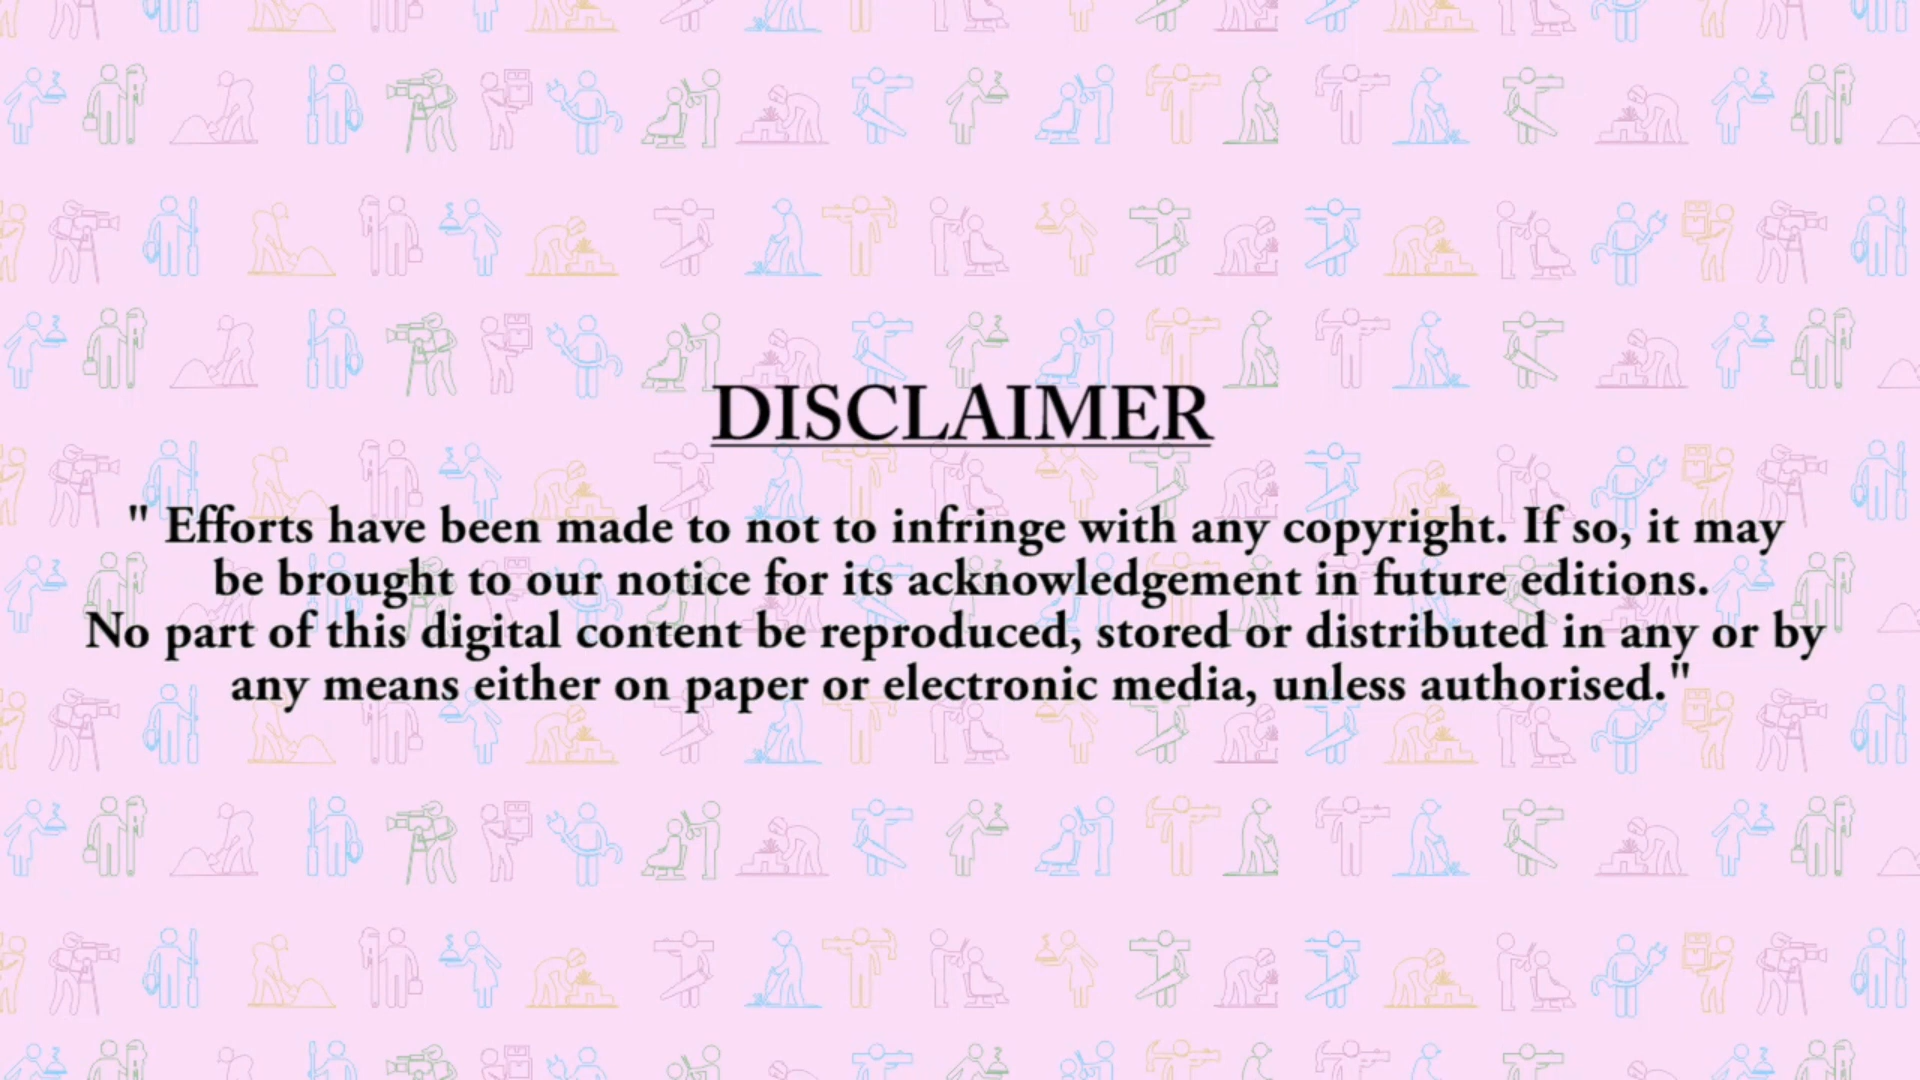 DISCLAIMER
" Efforts have been made to not to infringe with any copyright. If so, it may
be brought to our notice for its acknowledgement in future editions.
No part of this digital content be reproduced, stored or distributed in any or by
any means either on paper or electronic media, unless authorised."